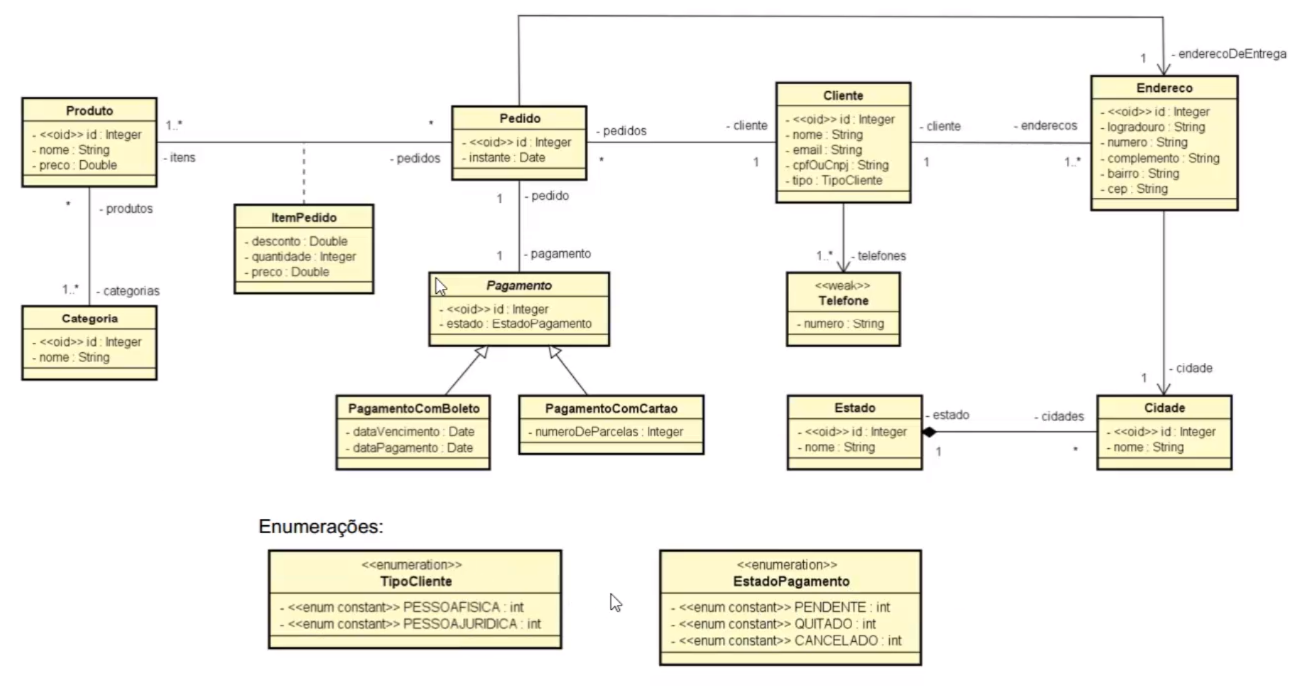 1
- enderecoDeEntrega
Produto
- <<oid>> id : Integer
- nome : String
- preco : Double
1..*
- itens
*
- pedidos
Pedido
- <<oid>> id : Integer
- instante : Date
- pedidos
*
- cliente
1
Cliente
- <<oid>> id : Integer
- nome : String
- email : String
- cpfOuCnpj : String
- tipo : TipoCliente
- cliente
1
- enderecos
1..*
Endereco
- <<oid>> id : Integer
- logradouro : String
- numero : String
- complemento : String
- bairro : String
- cep : String
* - produtos
1..* - categorias
Categoria
- <<oid>> id : Integer
- nome : String
ItemPedido
- desconto : Double
- quantidade : Integer
- preco : Double
1 - pedido
1 - pagamento
Pagamento
- <<oid>> id : Integer
- estado : EstadoPagamento
1..* - telefones
<<weak>>
Telefone
- numero : String
PagamentoComBoleto
- dataVencimento : Date
- dataPagamento : Date
PagamentoComCartao
- numeroDeParcelas : Integer
1 - cidade
Estado
- <<oid>> id : Integer
- nome : String
- estado
1
- cidades
*
Cidade
- <<oid>> id : Integer
- nome : String
Enumerações:
<<enumeration>>
TipoCliente
- <<enum constant>> PESSOAFISICA : int
- <<enum constant>> PESSOAJURIDICA : int
<<enumeration>>
EstadoPagamento
- <<enum constant>> PENDENTE : int
- <<enum constant>> QUITADO : int
- <<enum constant>> CANCELADO : int